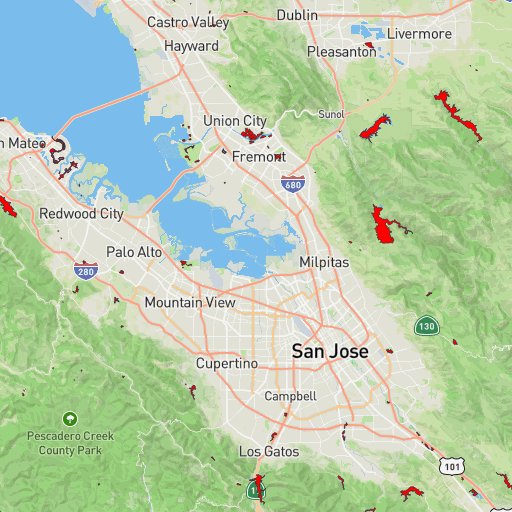 Dublin
Castro Valley
Livermore
Hayward
Pleasanton
Sunol
Union City
n Mateo
Fremont
680
Redwood City
Palo Alto
Milpitas
280
Mountain View
130
San Jose
Cupertino
Campbell
Pescadero Creek
County Park
Los Gatos
101